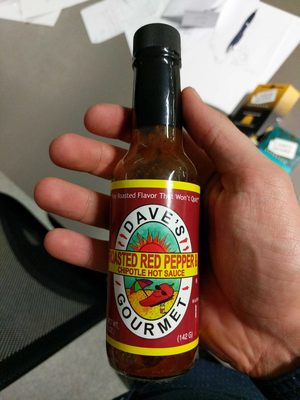 Roasted Flavor That Won't Quit
DAVE'S
ROASTED RED PEPPER &
CHIPOTLE HOT SAUCE
GOURMET
(142 G)